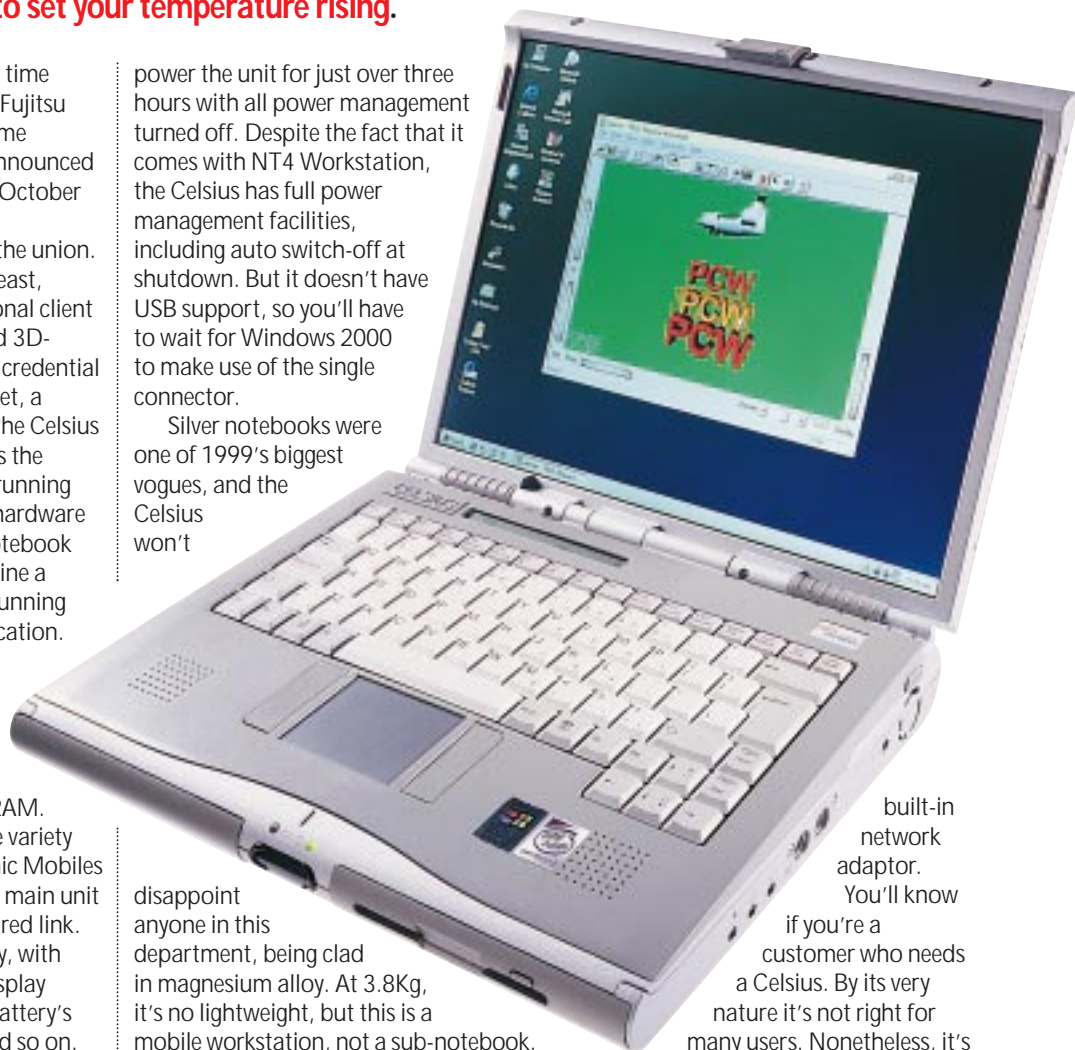 to set your temperature rising.
time
Fujitsu
me
nnounced
October
the union.
east,
onal client
d 3D-
credential
et, a
he Celsius
s the
running
hardware
otebook
ine a
unning
cation.
RAM.
e variety
nic Mobiles
main unit
red link.
y, with
splay
attery's
d so on.
power the unit for just over three
hours with all power management
turned off. Despite the fact that it
comes with NT4 Workstation,
the Celsius has full power
management facilities,
including auto switch-off at
shutdown. But it doesn't have
USB support, so you'll have
to wait for Windows 2000
to make use of the single
connector.
Silver notebooks were
one of 1999's biggest
vogues, and the
Celsius
won't
disappoint
anyone in this
department, being clad
in magnesium alloy. At 3.8Kg,
it's no lightweight, but this is a
mobile workstation, not a sub-notebook.
PCW
PCW
PCW
built-in
network
adaptor.
You'll know
if you're a
customer who needs
a Celsius. By its very
nature it's not right for
many users. Nonetheless, it's